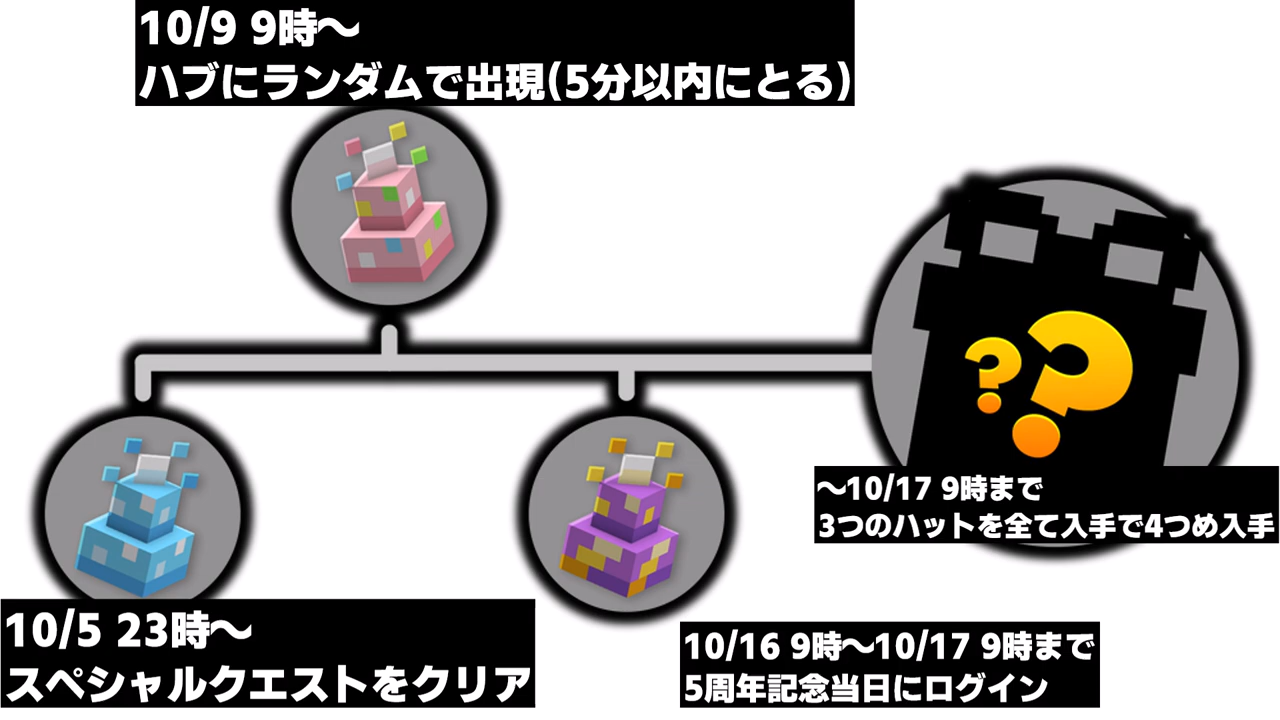 10/9 9時～
ハブにランダムで出現(5分以内にとる)
??
～10/17 9時まで
3つのハットを全て入手で4つめ入手
10/5 23時～
スペシャルクエストをクリア
10/16 9時～10/17 9時まで
5周年記念当日にログイン